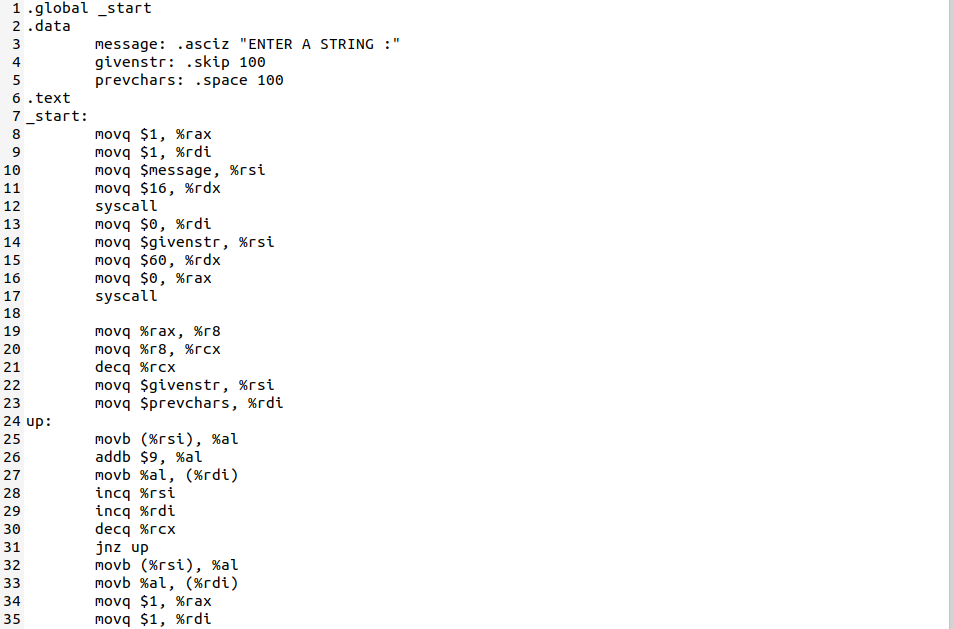 1 .global _start
2 .data
3         message: .asciz "ENTER A STRING :"
4         givenstr: .skip 100
5         prevchars: .space 100
6 .text
7 _start:
8         movq $1, %rax
9         movq $1, %rdi
10         movq $message, %rsi
11         movq $16, %rdx
12         syscall
13         movq $0, %rdi
14         movq $givenstr, %rsi
15         movq $60, %rdx
16         movq $0, %rax
17         syscall
18
19         movq %rax, %r8
20         movq %r8, %rcx
21         decq %rcx
22         movq $givenstr, %rsi
23         movq $prevchars, %rdi
24 up:
25         movb (%rsi), %al
26         addb $9, %al
27         movb %al, (%rdi)
28         incq %rsi
29         incq %rdi
30         decq %rcx
31         jnz up
32         movb (%rsi), %al
33         movb %al, (%rdi)
34         movq $1, %rax
35         movq $1, %rdi